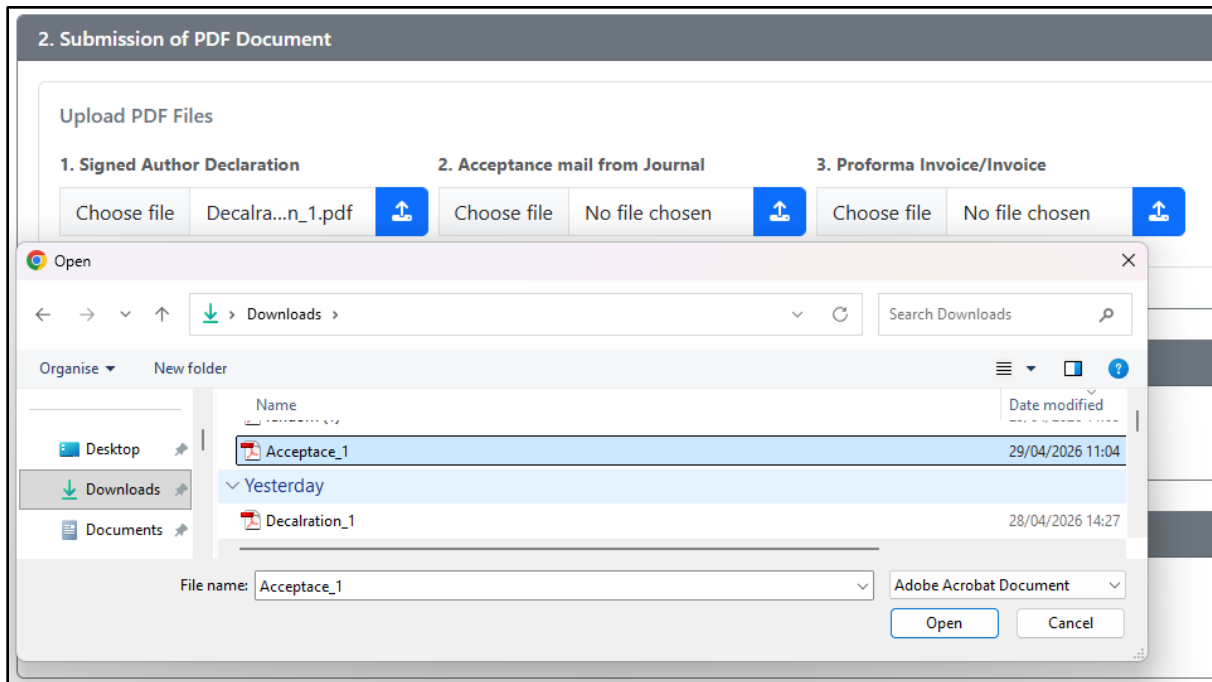 2. Submission of PDF Document
Upload PDF Files
1. Signed Author Declaration 2. Acceptance mail from Journal 3. Proforma Invoice/Invoice
Choose file Decalra...n_1.pdf Choose file No file chosen Choose file No file chosen
Open
Downloads Search Downloads
Organise New folder
Name Date modified
Desktop Acceptace_1 29/04/2026 11:04
Downloads Yesterday
Documents Decalration_1 28/04/2026 14:27
File name: Acceptace_1 Adobe Acrobat Document
Open Cancel